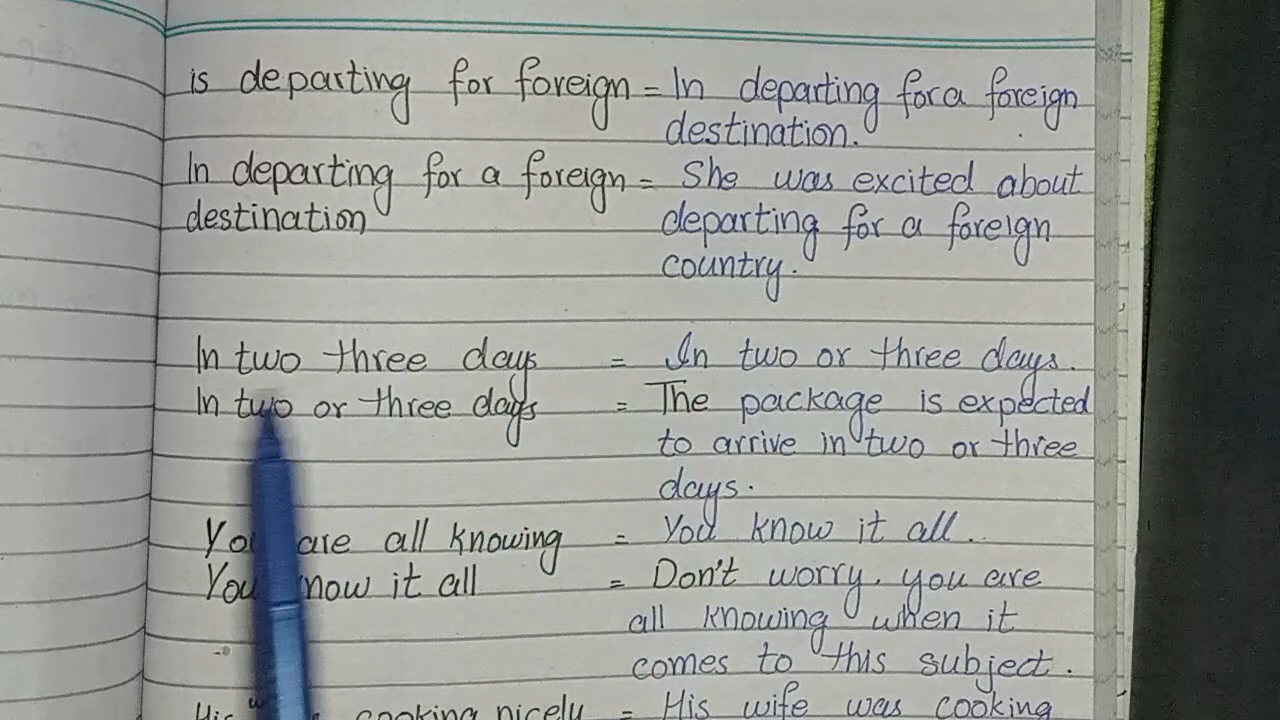 is departing for foreign = In departing for a foreign
destination.
In departing for a foreign = She was excited about
destination departing for a foreign
country.
In two three days = In two or three days.
In two or three days = The package is expected
to arrive in two or three
days.
You are all knowing = You know it all.
You know it all = Don't worry, you are
all knowing when it
comes to this subject.
His cooking nicely = His wife was cooking